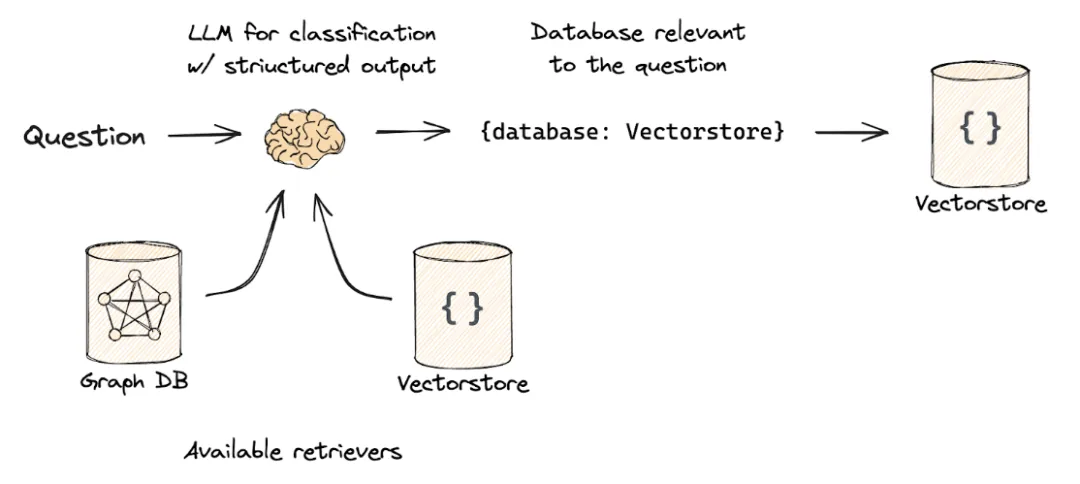 LLM for classification
w/ striuctured output
Database relevant
to the question
Question
{database: Vectorstore}
{ }
Vectorstore
{ }
Graph DB
Vectorstore
Available retrievers